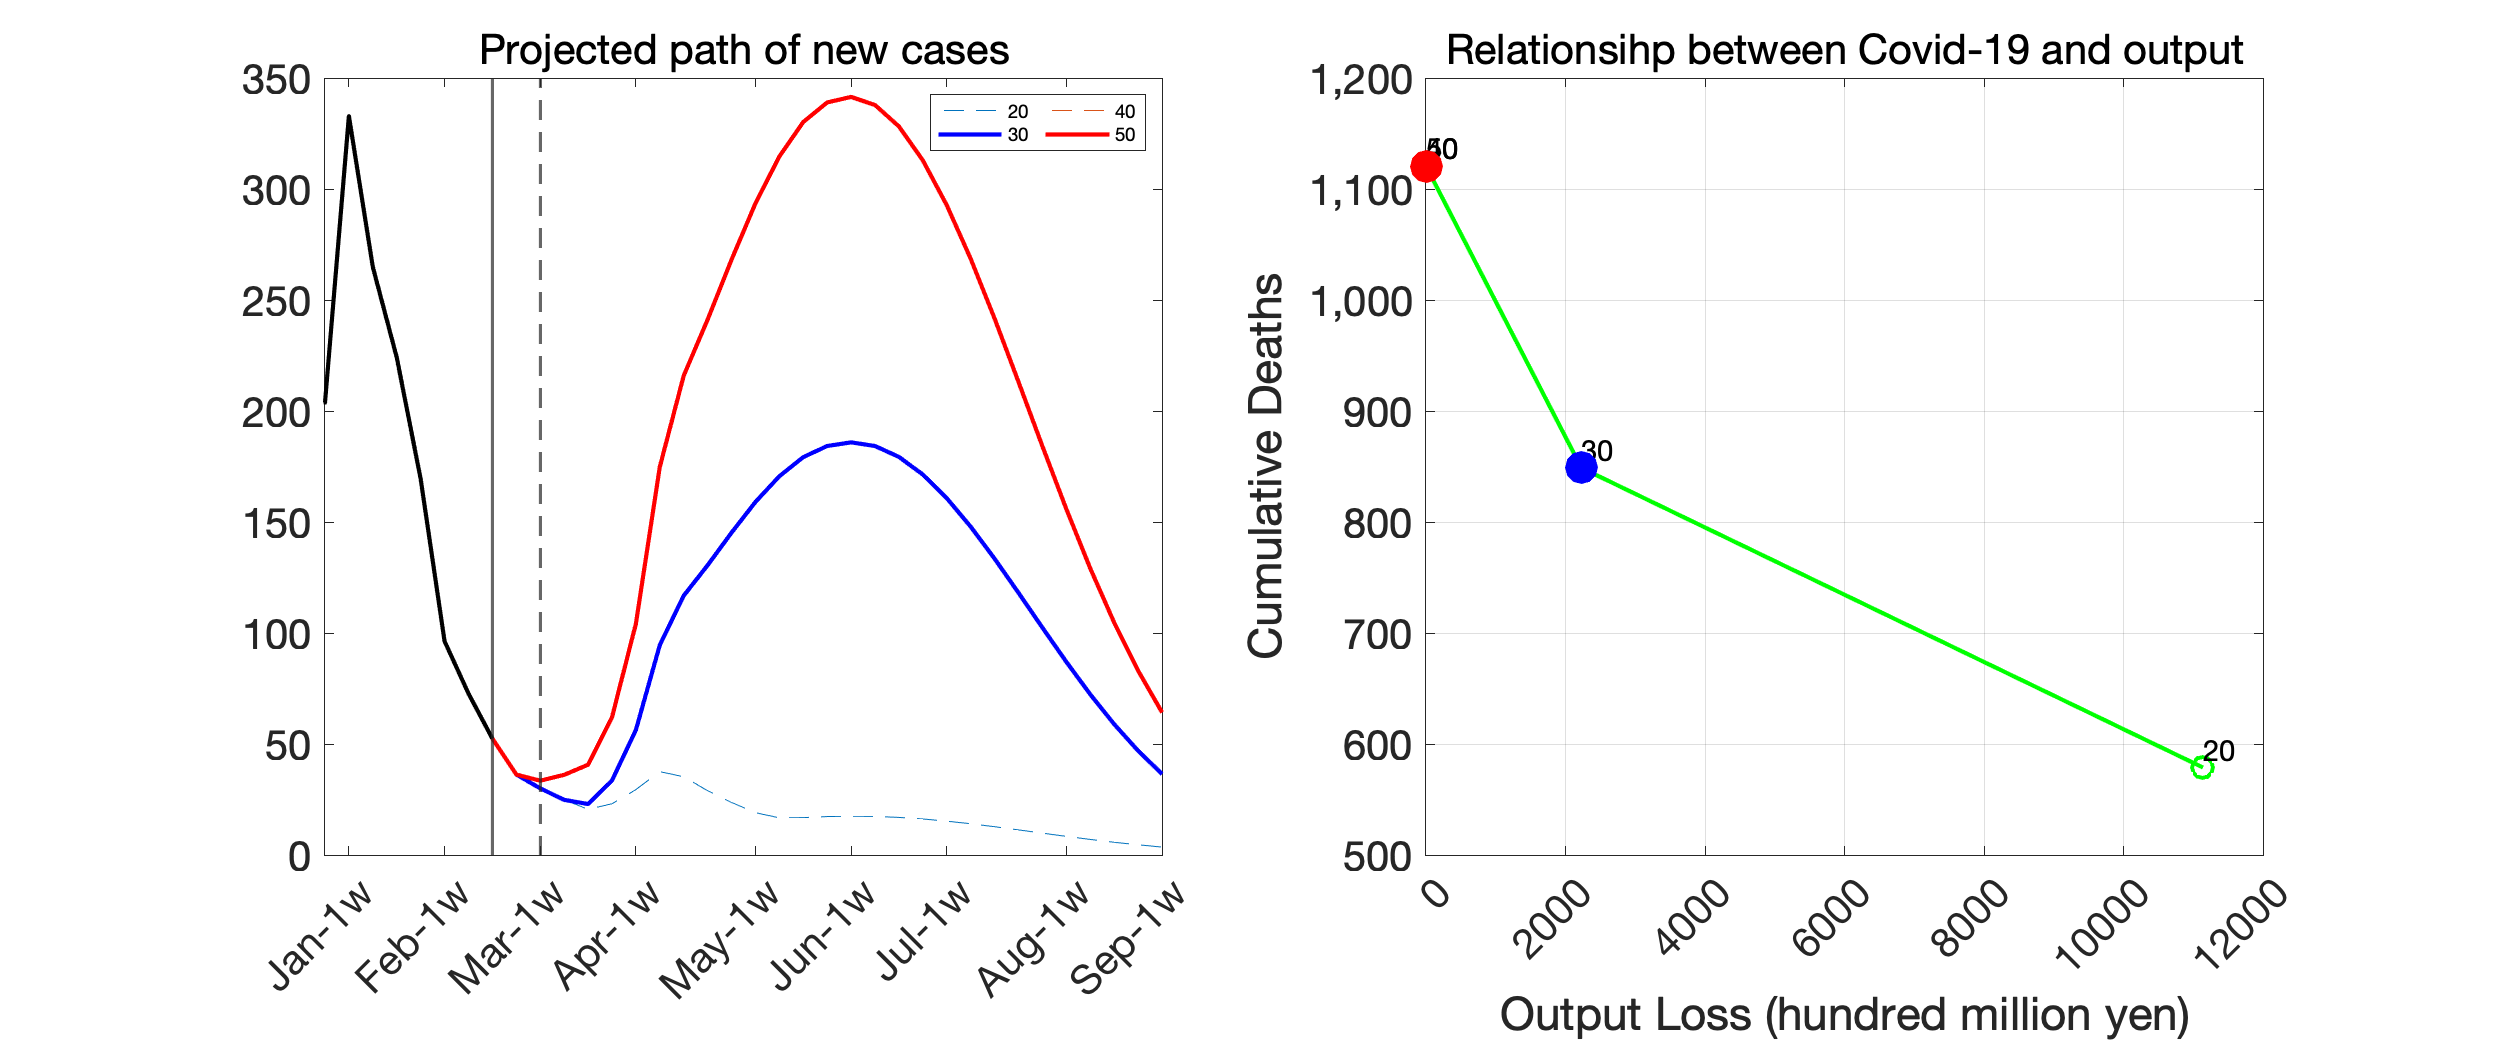 Projected path of new cases
350
300
250
200
150
100
50
0
20 40
30 50
Jan-1w
Feb-1w
Mar-1w
Apr-1w
May-1w
Jun-1w
Jul-1w
Aug-1w
Sep-1w
Relationsihp between Covid-19 and output
Cumulative Deaths
1,200
1,100
1,000
900
800
700
600
500
30
20
0
2000
4000
6000
8000
10000
12000
Output Loss (hundred million yen)